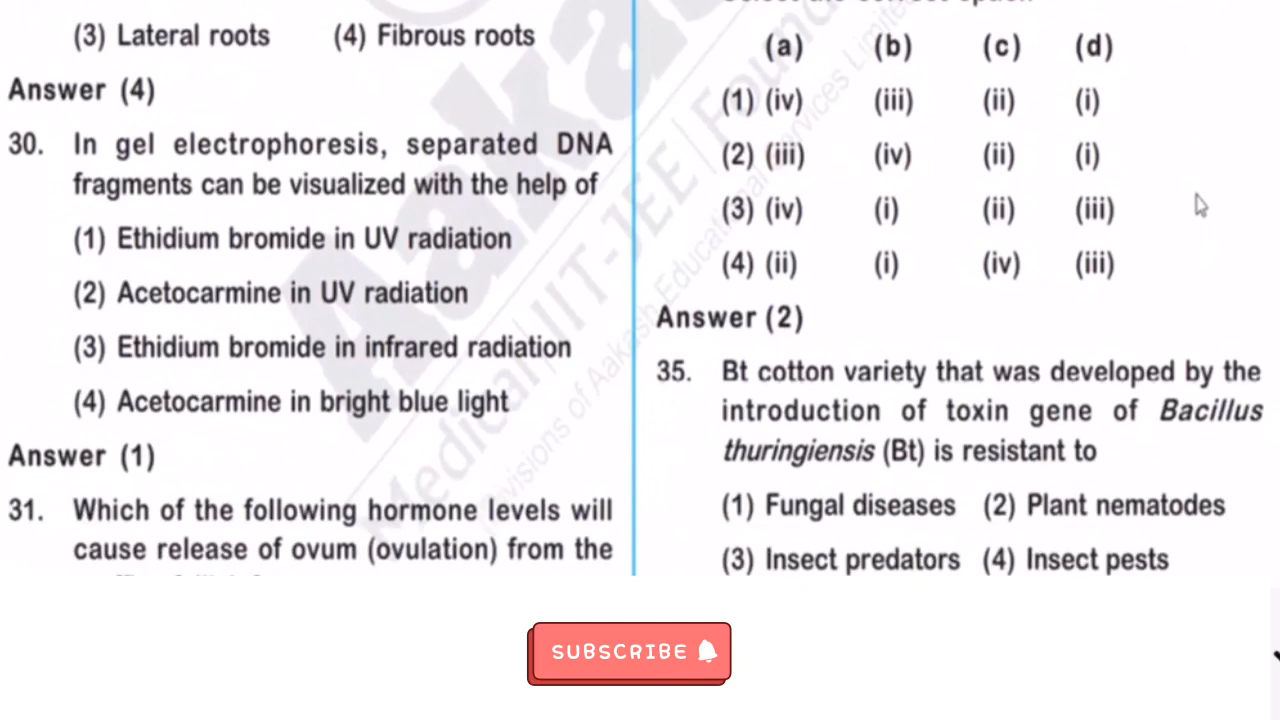 (3) Lateral roots (4) Fibrous roots
Answer (4)
30. In gel electrophoresis, separated DNA
fragments can be visualized with the help of
(1) Ethidium bromide in UV radiation
(2) Acetocarmine in UV radiation
(3) Ethidium bromide in infrared radiation
(4) Acetocarmine in bright blue light
Answer (1)
31. Which of the following hormone levels will
cause release of ovum (ovulation) from the
(a) (b) (c) (d)
(1) (iv) (iii) (ii) (i)
(2) (iii) (iv) (ii) (i)
(3) (iv) (i) (ii) (iii)
(4) (ii) (i) (iv) (iii)
Answer (2)
35. Bt cotton variety that was developed by the
introduction of toxin gene of Bacillus
thuringiensis (Bt) is resistant to
(1) Fungal diseases (2) Plant nematodes
(3) Insect predators (4) Insect pests
Medical|IIT-JEE|Found
SUBSCRIBE